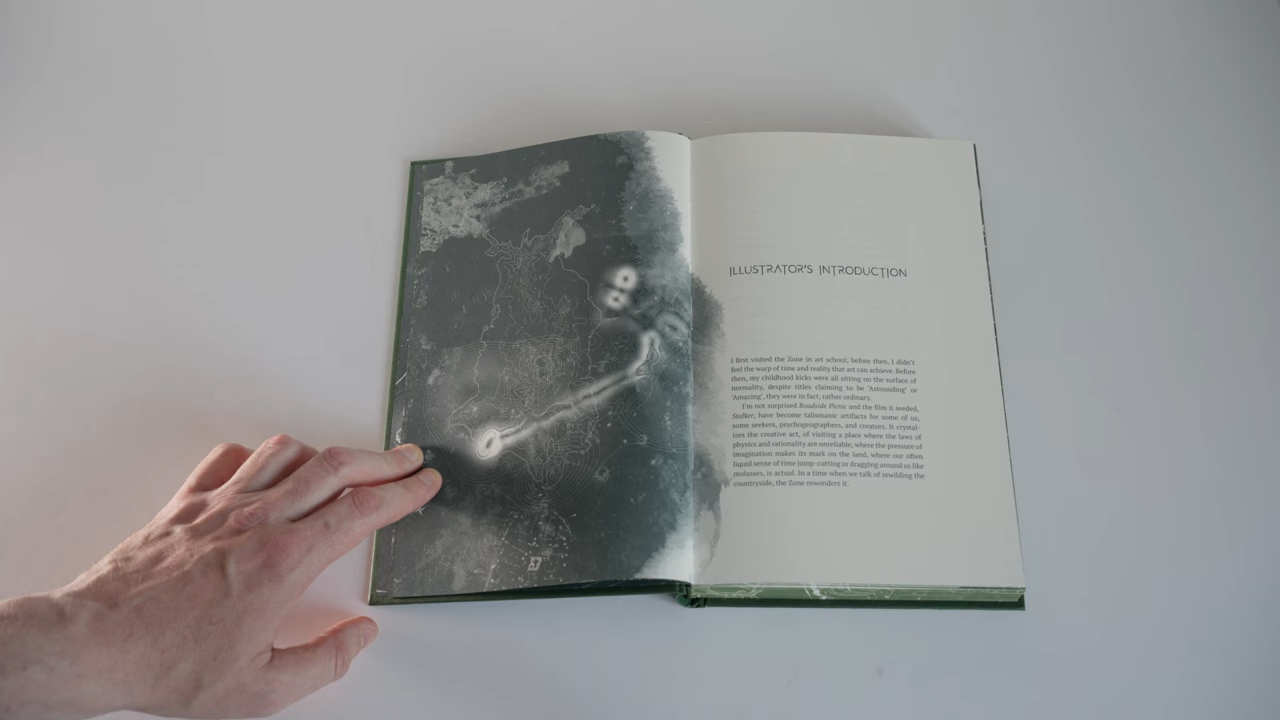 ILLUSTRATOR'S INTRODUCTION
I first visited the Zone in art school; before then, I didn't
feel the warp of time and reality that art can achieve. Before
then, my childhood kicks were all sitting on the surface of
normality, despite titles claiming to be 'Astounding' or
'Amazing', they were in fact, rather ordinary.
I'm not surprised Roadside Picnic and the film it seeded,
Stalker, have become talismanic artifacts for some of us,
some seekers, psychogeographers, and creators. It crystal-
ises the creative act, of visiting a place where the laws of
physics and rationality are unreliable, where the pressure of
imagination makes its mark on the land, where our often
liquid sense of time jump-cutting or dragging around us like
molasses, is actual. In a time when we talk of rewilding the
countryside, the Zone rewonders it.